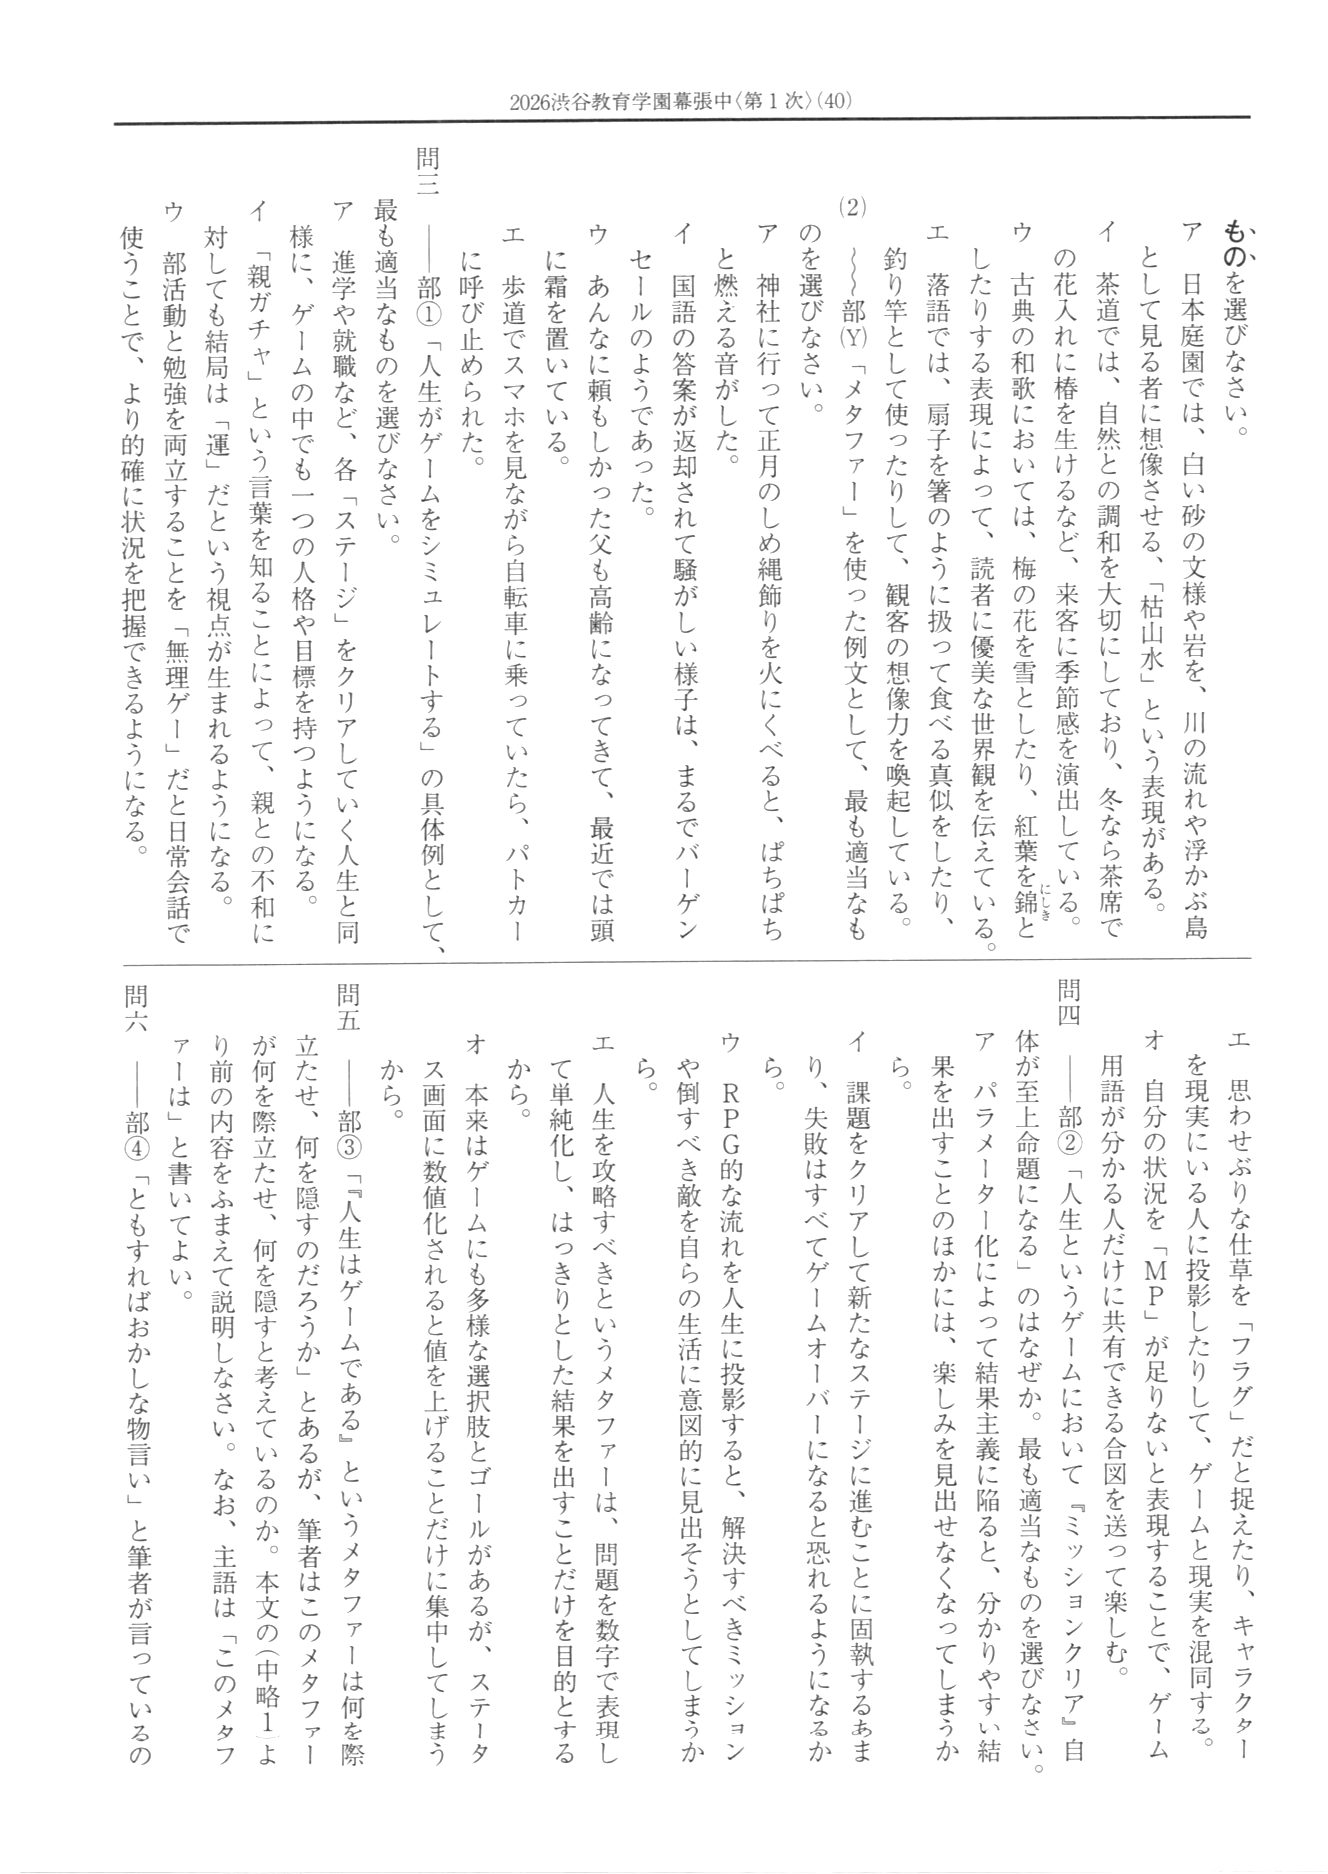 2026渋谷教育学園幕張中〈第1次〉(40)
ものを選びなさい。
ア 日本庭園では、白い砂の文様や岩を、川の流れや浮かぶ島
として見る者に想像させる、「枯山水」という表現がある。
イ 茶道では、自然との調和を大切にしており、冬なら茶席で
の花入れに椿を生けるなど、来客に季節感を演出している。
ウ 古典の和歌においては、梅の花を雪としたり、紅葉を錦と
にしき
したりする表現によって、読者に優美な世界観を伝えている。
エ 落語では、扇子を箸のように扱って食べる真似をしたり、
釣り竿として使ったりして、観客の想像力を喚起している。
(2) ～～部(Y)「メタファー」を使った例文として、最も適当なも
のを選びなさい。
ア 神社に行って正月のしめ縄飾りを火にくべると、ぱちぱち
と燃える音がした。
イ 国語の答案が返却されて騒がしい様子は、まるでバーゲン
セールのようであった。
ウ あんなに頼もしかった父も高齢になってきて、最近では頭
に霜を置いている。
エ 歩道でスマホを見ながら自転車に乗っていたら、パトカー
に呼び止められた。
問三 ――部①「人生がゲームをシミュレートする」の具体例として、
最も適当なものを選びなさい。
ア 進学や就職など、各「ステージ」をクリアしていく人生と同
様に、ゲームの中でも一つの人格や目標を持つようになる。
イ 「親ガチャ」という言葉を知ることによって、親との不和に
対しても結局は「運」だという視点が生まれるようになる。
ウ 部活動と勉強を両立することを「無理ゲー」だと日常会話で
使うことで、より的確に状況を把握できるようになる。
エ 思わせぶりな仕草を「フラグ」だと捉えたり、キャラクター
を現実にいる人に投影したりして、ゲームと現実を混同する。
オ 自分の状況を「MP」が足りないと表現することで、ゲーム
用語が分かる人だけに共有できる合図を送って楽しむ。
問四 ――部②「人生というゲームにおいて『ミッションクリア』自
体が至上命題になる」のはなぜか。最も適当なものを選びなさい。
ア パラメーター化によって結果主義に陥ると、分かりやすい結
果を出すことのほかには、楽しみを見出せなくなってしまうか
ら。
イ 課題をクリアして新たなステージに進むことに固執するあま
り、失敗はすべてゲームオーバーになると恐れるようになるか
ら。
ウ RPG的な流れを人生に投影すると、解決すべきミッション
や倒すべき敵を自らの生活に意図的に見出そうとしてしまうか
ら。
エ 人生を攻略すべきというメタファーは、問題を数字で表現し
て単純化し、はっきりとした結果を出すことだけを目的とする
から。
オ 本来はゲームにも多様な選択肢とゴールがあるが、ステータ
ス画面に数値化されると値を上げることだけに集中してしまう
から。
問五 ――部③「『人生はゲームである』というメタファーは何を際
立たせ、何を隠すのだろうか」とあるが、筆者はこのメタファー
が何を際立たせ、何を隠すと考えているのか。本文の(中略1)よ
り前の内容をふまえて説明しなさい。なお、主語は「このメタフ
ァーは」と書いてよい。
問六 ――部④「ともすればおかしな物言い」と筆者が言っているの